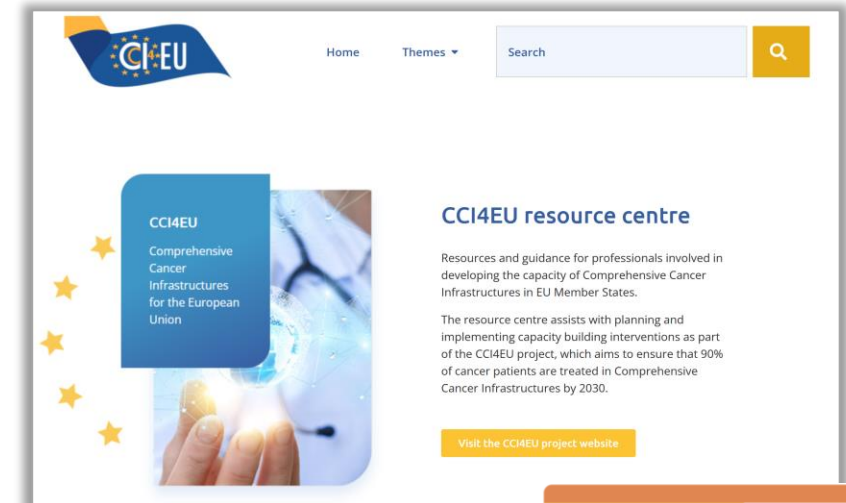 CCI4EU
Home
Themes
Search
CCI4EU
Comprehensive
Cancer
Infrastructures
for the European
Union
CCI4EU resource centre
Resources and guidance for professionals involved in
developing the capacity of Comprehensive Cancer
Infrastructures in EU Member States.
The resource centre assists with planning and
implementing capacity building interventions as part
of the CCI4EU project, which aims to ensure that 90%
of cancer patients are treated in Comprehensive
Cancer Infrastructures by 2030.
Visit the CCI4EU project website